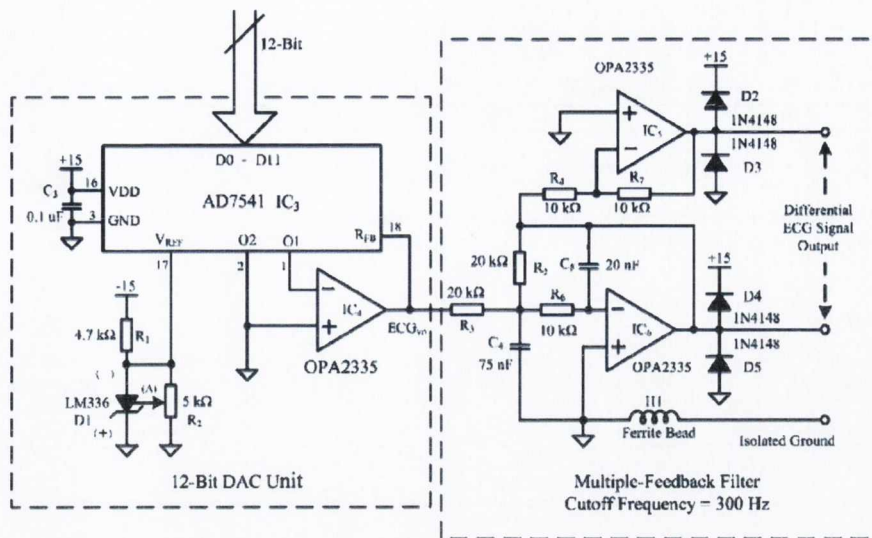 12-Bit
D0 - D11
+15
16
VDD
C3
0.1 uF
3
GND
AD7541 IC3
VREF
O2
O1
RFB
18
17
2
1
-15
4.7 kΩ
R1
(-)
LM336
D1
(+)
(A)
5 kΩ
R2
IC4
OPA2335
12-Bit DAC Unit
OPA2335
IC5
+15
D2
1N4148
1N4148
D3
R4
10 kΩ
R7
10 kΩ
Differential
ECG Signal
Output
20 kΩ
C5
20 nF
20 kΩ
R3
R6
10 kΩ
C4
75 nF
IC6
OPA2335
+15
D4
1N4148
1N4148
D5
Ferrite Bead
Isolated Ground
Multiple-Feedback Filter
Cutoff Frequency = 300 Hz